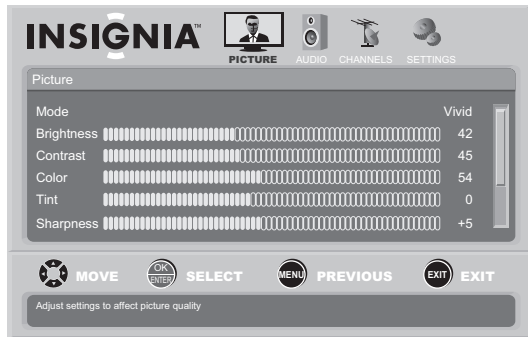 INSIGNIA™
PICTURE AUDIO CHANNELS SETTINGS
Picture
Mode Vivid
Brightness 42
Contrast 45
Color 54
Tint 0
Sharpness +5
MOVE OK ENTER SELECT MENU PREVIOUS EXIT EXIT
Adjust settings to affect picture quality